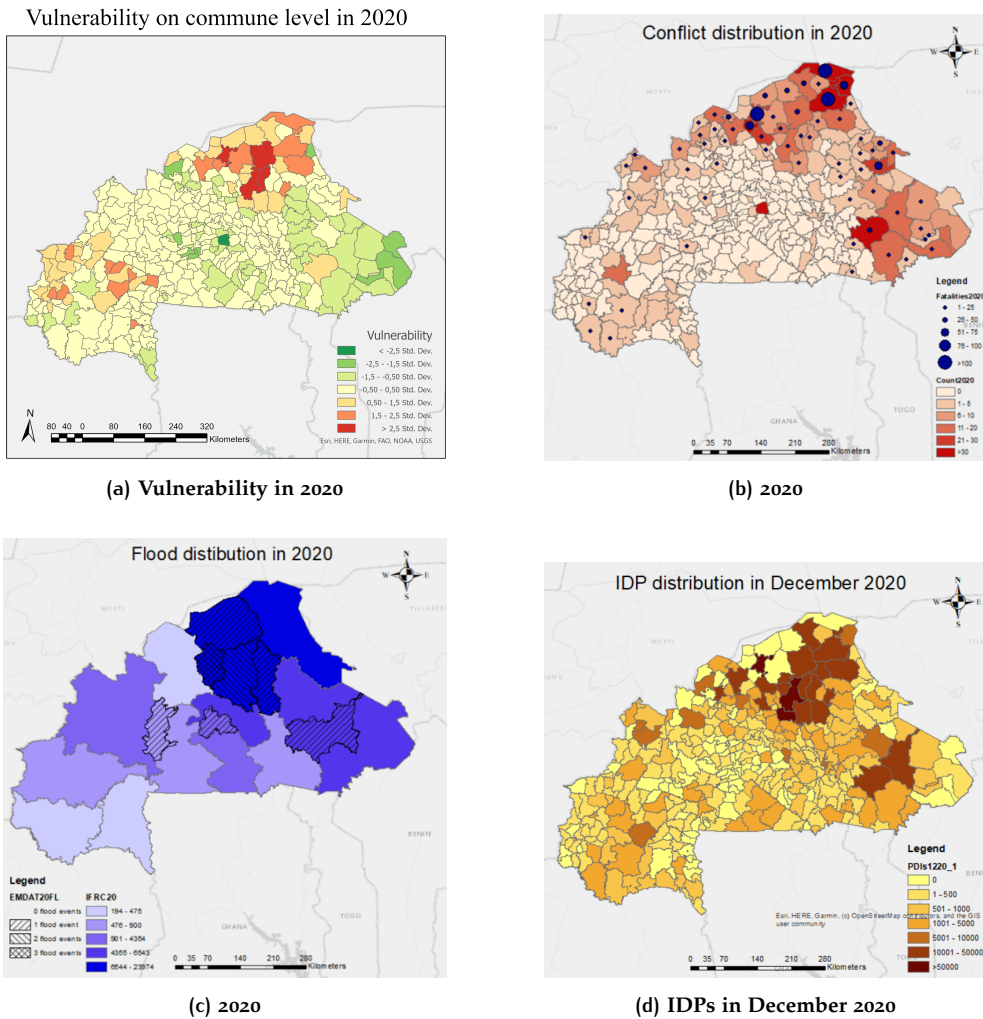 Vulnerability on commune level in 2020
Vulnerability
< -2,5 Std. Dev.
-2,5 - -1,5 Std. Dev.
-1,5 - -0,50 Std. Dev.
-0,50 - 0,50 Std. Dev.
0,50 - 1,5 Std. Dev.
1,5 - 2,5 Std. Dev.
> 2,5 Std. Dev.
N
80 40 0 80 160 240 320
Kilometers
Esri, HERE, Garmin, FAO, NOAA, USGS
(a) Vulnerability in 2020
Conflict distribution in 2020
N
W E
S
MOPTI
TILLA
BENIN
TOGO
GHANA
Legend
Fatalities2020
1 - 25
26 - 50
51 - 75
76 - 100
>100
Count2020
0
1 - 5
6 - 10
11 - 20
21 - 30
>30
0 35 70 140 210 280
Kilometers
(b) 2020
Flood distibution in 2020
N
W E
S
MOPTI
TILLABERI
BENIN
TOGO
GHANA
Legend
EMDAT20FL
0 flood events
1 flood event
2 flood events
3 flood events
IFRC20
194 - 475
476 - 900
901 - 4354
4355 - 6543
6544 - 23974
0 35 70 140 210 280
Kilometers
(c) 2020
IDP distribution in December 2020
N
W E
S
MOPTI
TILLABERI
BENIN
TOGO
GHANA
Legend
PDIs1220_1
0
1 - 500
501 - 1000
1001 - 5000
5001 - 10000
10001 - 50000
>50000
Esri, HERE, Garmin, (c) OpenStreetMap contributors, and the GIS
user community
0 35 70 140 210 280
Kilometers
(d) IDPs in December 2020